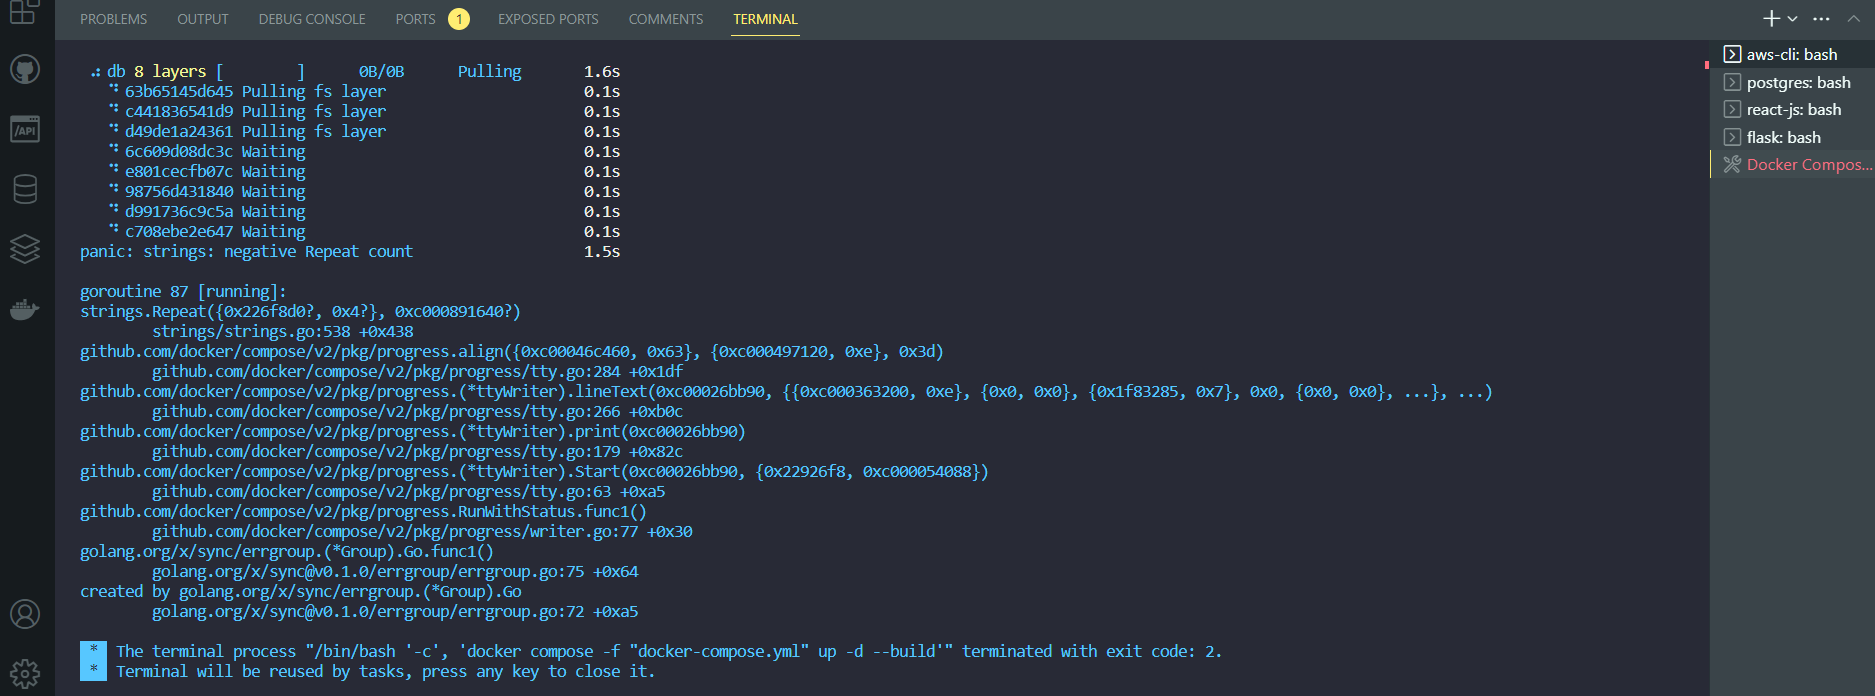 PROBLEMS OUTPUT DEBUG CONSOLE PORTS 1 EXPOSED PORTS COMMENTS TERMINAL
/API
db 8 layers [ ] 0B/0B Pulling 1.6s
63b65145d645 Pulling fs layer 0.1s
c441836541d9 Pulling fs layer 0.1s
d49de1a24361 Pulling fs layer 0.1s
6c609d08dc3c Waiting 0.1s
e801cecfb07c Waiting 0.1s
98756d431840 Waiting 0.1s
d991736c9c5a Waiting 0.1s
c708ebe2e647 Waiting 0.1s
panic: strings: negative Repeat count 1.5s
goroutine 87 [running]:
strings.Repeat({0x226f8d0?, 0x4?}, 0xc000891640?)
strings/strings.go:538 +0x438
github.com/docker/compose/v2/pkg/progress.align({0xc00046c460, 0x63}, {0xc000497120, 0xe}, 0x3d)
github.com/docker/compose/v2/pkg/progress/tty.go:284 +0x1df
github.com/docker/compose/v2/pkg/progress.(*ttyWriter).lineText(0xc00026bb90, {{0xc000363200, 0xe}, {0x0, 0x0}, {0x1f83285, 0x7}, 0x0, {0x0, 0x0}, ...}, ...)
github.com/docker/compose/v2/pkg/progress/tty.go:266 +0xb0c
github.com/docker/compose/v2/pkg/progress.(*ttyWriter).print(0xc00026bb90)
github.com/docker/compose/v2/pkg/progress/tty.go:179 +0x82c
github.com/docker/compose/v2/pkg/progress.(*ttyWriter).Start(0xc00026bb90, {0x22926f8, 0xc000054088})
github.com/docker/compose/v2/pkg/progress/tty.go:63 +0xa5
github.com/docker/compose/v2/pkg/progress.RunWithStatus.func1()
github.com/docker/compose/v2/pkg/progress/writer.go:77 +0x30
golang.org/x/sync/errgroup.(*Group).Go.func1()
golang.org/x/sync@v0.1.0/errgroup/errgroup.go:75 +0x64
created by golang.org/x/sync/errgroup.(*Group).Go
golang.org/x/sync@v0.1.0/errgroup/errgroup.go:72 +0xa5
* The terminal process "/bin/bash '-c', 'docker compose -f "docker-compose.yml" up -d --build'" terminated with exit code: 2.
* Terminal will be reused by tasks, press any key to close it.
aws-cli: bash
postgres: bash
react-js: bash
flask: bash
Docker Compos...